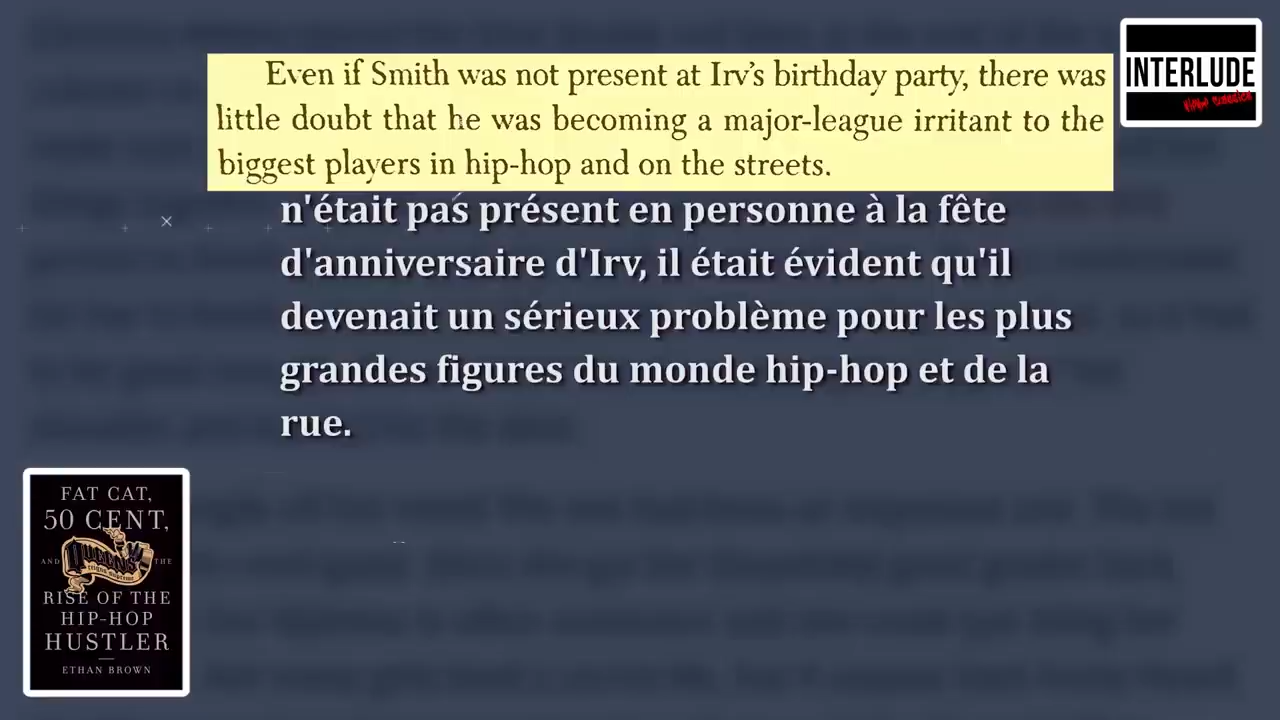 Even if Smith was not present at Irv's birthday party, there was
little doubt that he was becoming a major-league irritant to the
biggest players in hip-hop and on the streets.
INTERLUDE
n'était pas présent en personne à la fête
d'anniversaire d'Irv, il était évident qu'il
devenait un sérieux problème pour les plus
grandes figures du monde hip-hop et de la
rue.
FAT CAT,
50 CENT,
AND THE
QUEENS
RISE OF THE
HIP-HOP
HUSTLER
ETHAN BROWN